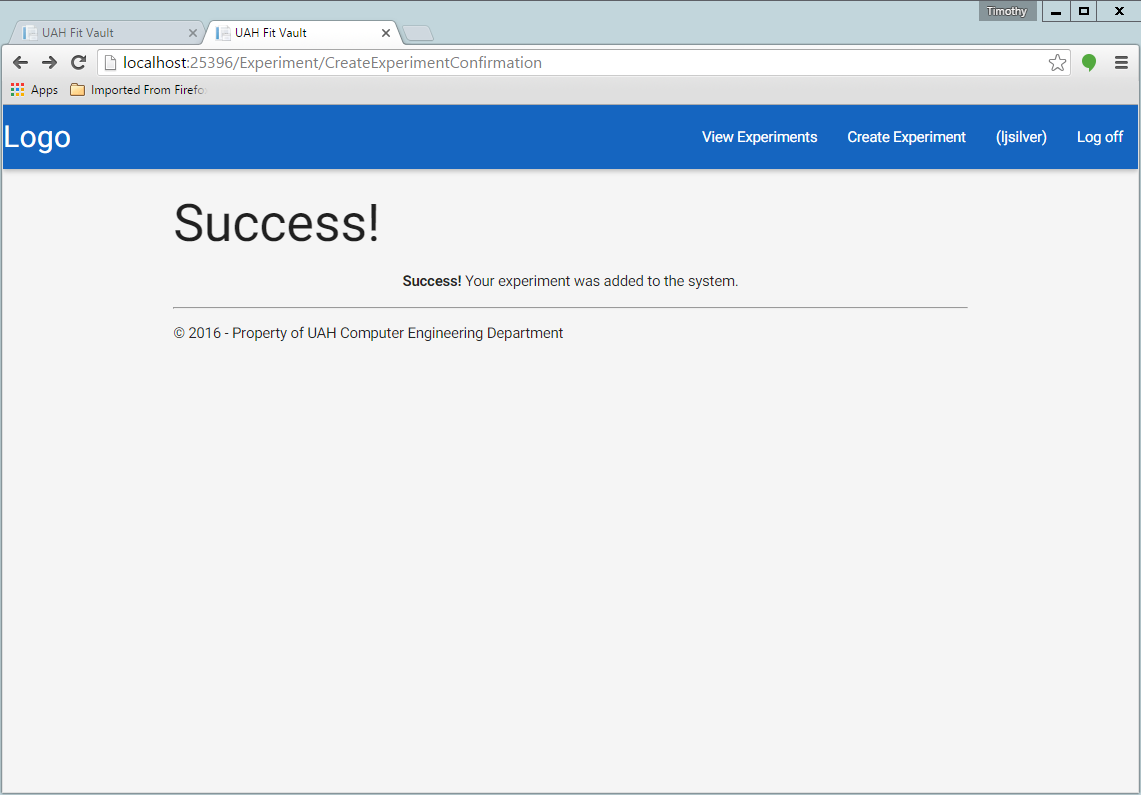 Timothy
UAH Fit Vault
UAH Fit Vault
localhost:25396/Experiment/CreateExperimentConfirmation
Apps Imported From Firefo
Logo View Experiments Create Experiment (ljsilver) Log off
Success!
Success! Your experiment was added to the system.
© 2016 - Property of UAH Computer Engineering Department